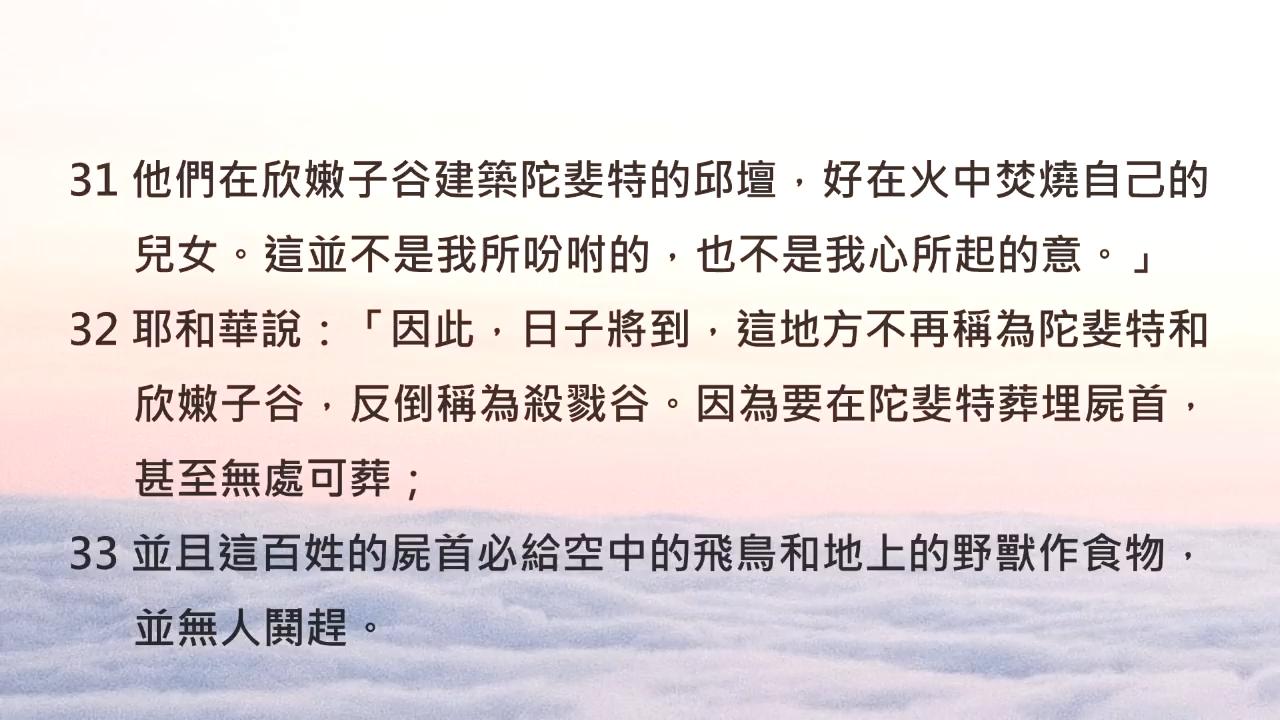 31 他們在欣嫩子谷建築陀斐特的邱壇，好在火中焚燒自己的
兒女。這並不是我所吩咐的，也不是我心所起的意。」
32 耶和華說：「因此，日子將到，這地方不再稱為陀斐特和
欣嫩子谷，反倒稱為殺戮谷。因為要在陀斐特葬埋屍首，
甚至無處可葬；
33 並且這百姓的屍首必給空中的飛鳥和地上的野獸作食物，
並無人鬨趕。